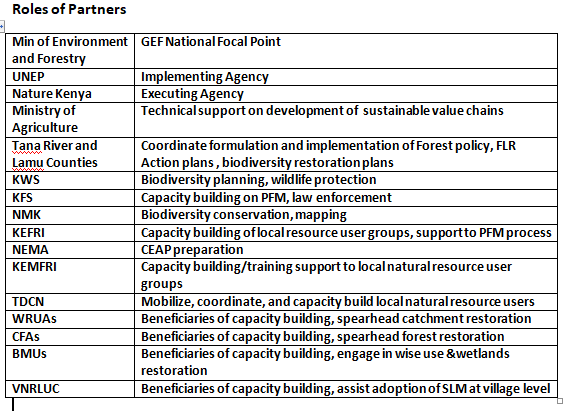 Roles of Partners
Min of Environment and Forestry GEF National Focal Point
UNEP Implementing Agency
Nature Kenya Executing Agency
Ministry of Agriculture Technical support on development of sustainable value chains
Tana River and Lamu Counties Coordinate formulation and implementation of Forest policy, FLR Action plans , biodiversity restoration plans
KWS Biodiversity planning, wildlife protection
KFS Capacity building on PFM, law enforcement
NMK Biodiversity conservation, mapping
KEFRI Capacity building of local resource user groups, support to PFM process
NEMA CEAP preparation
KEMFRI Capacity building/training support to local natural resource user groups
TDCN Mobilize, coordinate, and capacity build local natural resource users
WRUAs Beneficiaries of capacity building, spearhead catchment restoration
CFAs Beneficiaries of capacity building, spearhead forest restoration
BMUs Beneficiaries of capacity building, engage in wise use &wetlands restoration
VNRLUC Beneficiaries of capacity building, assist adoption of SLM at village level